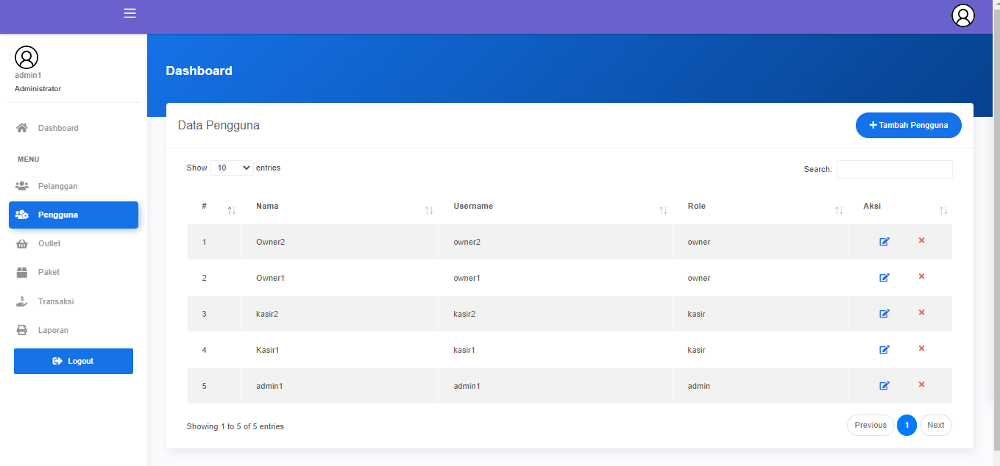 admin1
Administrator
Dashboard
MENU
Pelanggan
Pengguna
Outlet
Paket
Transaksi
Laporan
Logout
Dashboard
Data Pengguna
+ Tambah Pengguna
Show 10 entries
Search:
# Nama Username Role Aksi
1 Owner2 owner2 owner
2 Owner1 owner1 owner
3 kasir2 kasir2 kasir
4 Kasir1 kasir1 kasir
5 admin1 admin1 admin
Showing 1 to 5 of 5 entries
Previous 1 Next